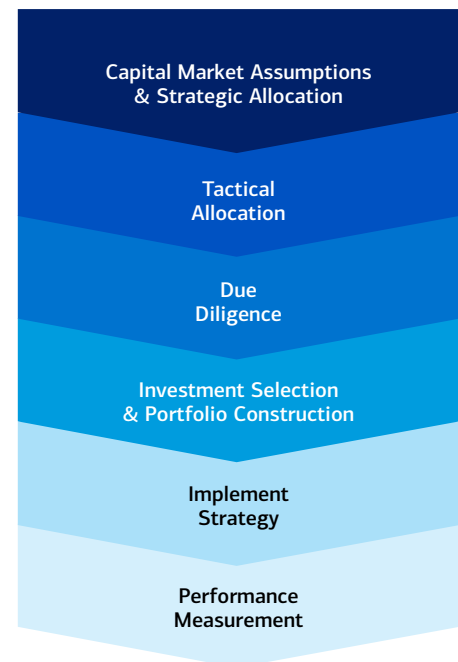 Capital Market Assumptions
& Strategic Allocation
Tactical
Allocation
Due
Diligence
Investment Selection
& Portfolio Construction
Implement
Strategy
Performance
Measurement